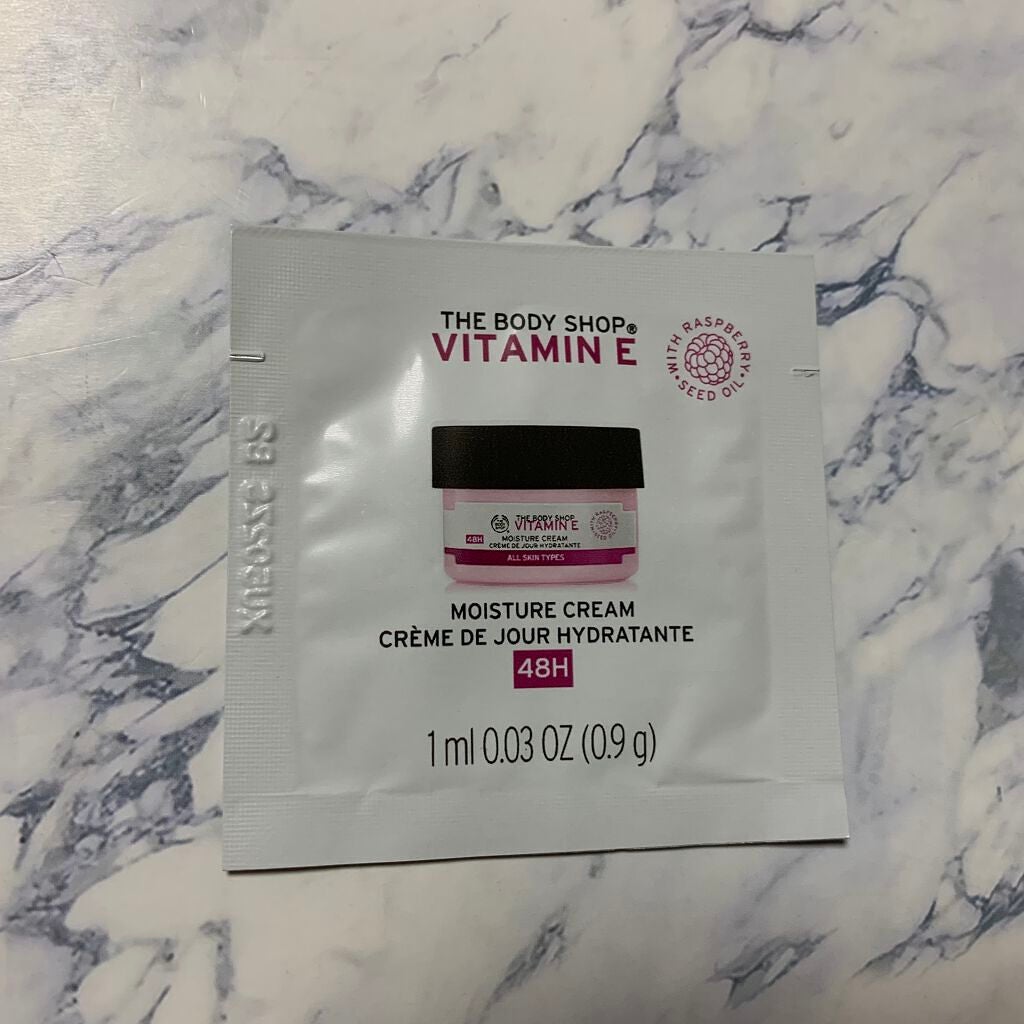 THE BODY SHOP®
VITAMIN E
•WITH RASPBERRY•
SEED OIL
THE BODY SHOP
VITAMIN E
48H
MOISTURE CREAM
CRÈME DE JOUR HYDRATANTE
ALL SKIN TYPES
MOISTURE CREAM
CRÈME DE JOUR HYDRATANTE
48H
1 ml 0.03 OZ (0.9 g)